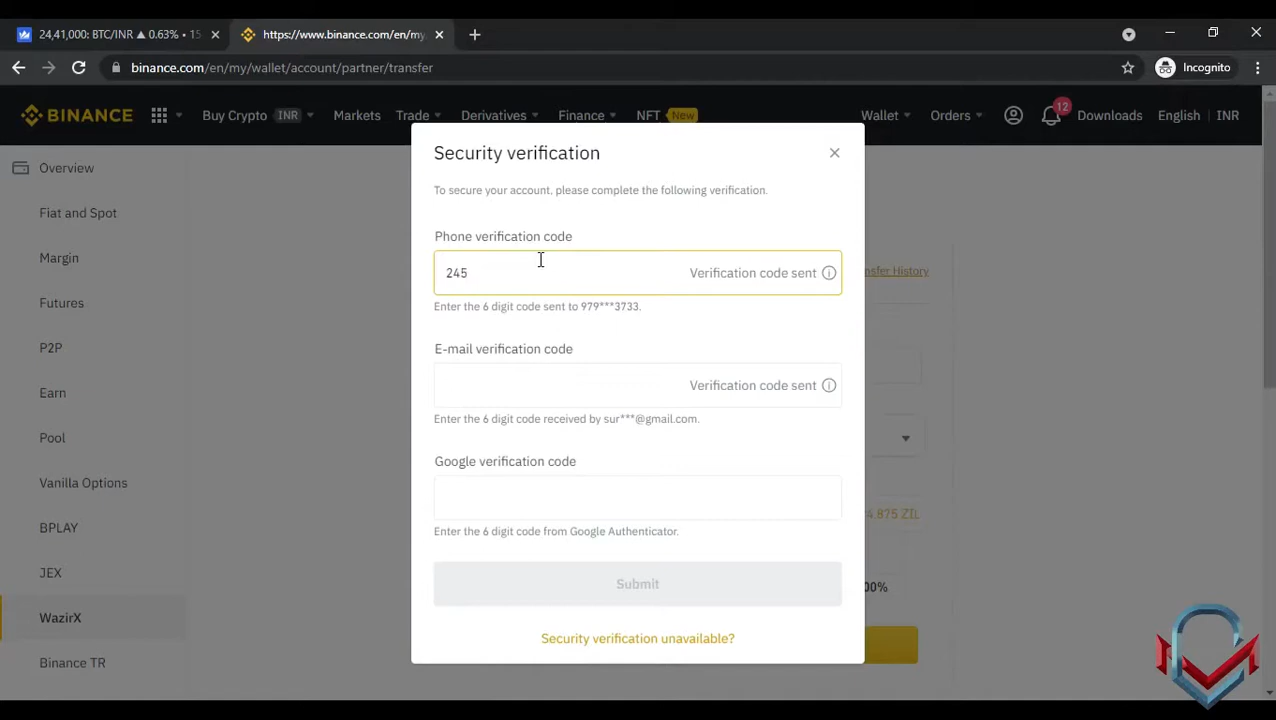 24,41,000: BTC/INR ▲ 0.63% • 15
https://www.binance.com/en/my.
binance.com/en/my/wallet/account/partner/transfer
Incognito
BINANCE
Buy Crypto INR
Markets
Trade
Derivatives
Finance
NFT New
Wallet
Orders
12
Downloads
English
INR
Overview
Fiat and Spot
Margin
Futures
P2P
Earn
Pool
Vanilla Options
BPLAY
JEX
WazirX
Binance TR
Security verification
To secure your account, please complete the following verification.
Phone verification code
245
Verification code sent
Enter the 6 digit code sent to 979***3733.
E-mail verification code
Verification code sent
Enter the 6 digit code received by sur***@gmail.com.
Google verification code
Enter the 6 digit code from Google Authenticator.
Submit
Security verification unavailable?
nsfer History
4.875 ZIL
00%